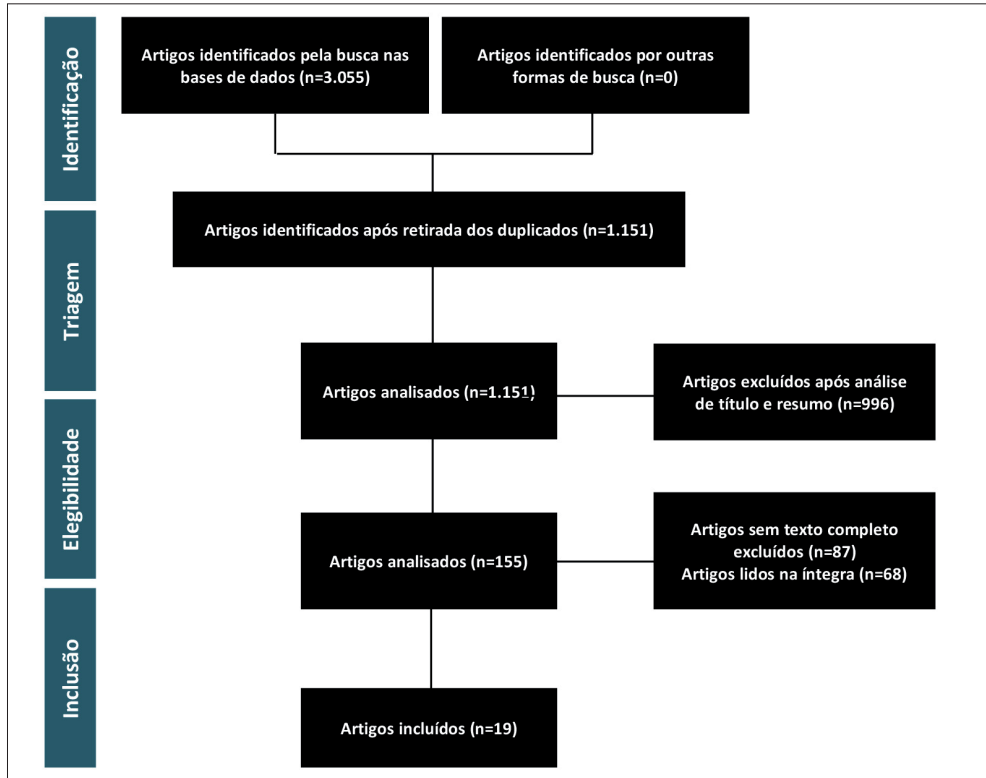 Identificação
Artigos identificados pela busca nas
bases de dados (n=3.055)
Artigos identificados por outras
formas de busca (n=0)
Triagem
Artigos identificados após retirada dos duplicados (n=1.151)
Artigos analisados (n=1.151)
Artigos excluídos após análise
de título e resumo (n=996)
Elegibilidade
Artigos analisados (n=155)
Artigos sem texto completo
excluídos (n=87)
Artigos lidos na íntegra (n=68)
Inclusão
Artigos incluídos (n=19)